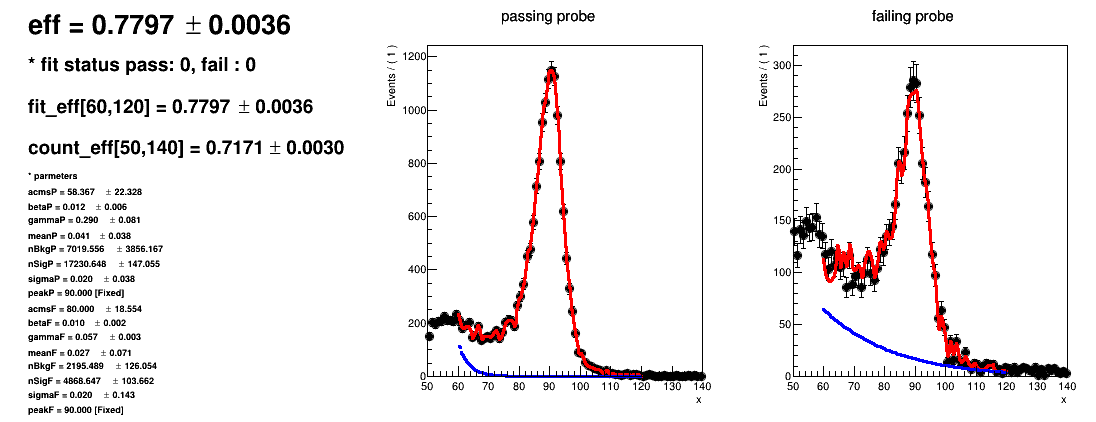 eff = 0.7797 ± 0.0036
* fit status pass: 0, fail : 0
fit_eff[60,120] = 0.7797 ± 0.0036
count_eff[50,140] = 0.7171 ± 0.0030
* parmeters
acmsP = 58.367 ± 22.328
betaP = 0.012 ± 0.006
gammaP = 0.290 ± 0.081
meanP = 0.041 ± 0.038
nBkgP = 7019.556 ± 3856.167
nSigP = 17230.648 ± 147.055
sigmaP = 0.020 ± 0.038
peakP = 90.000 [Fixed]
acmsF = 80.000 ± 18.554
betaF = 0.010 ± 0.002
gammaF = 0.057 ± 0.003
meanF = 0.027 ± 0.071
nBkgF = 2195.489 ± 126.054
nSigF = 4868.647 ± 103.662
sigmaF = 0.020 ± 0.143
peakF = 90.000 [Fixed]
passing probe
Events / ( 1 )
1200
1000
800
600
400
200
0
50 60 70 80 90 100 110 120 130 140
x
failing probe
Events / ( 1 )
300
250
200
150
100
50
0
50 60 70 80 90 100 110 120 130 140
x